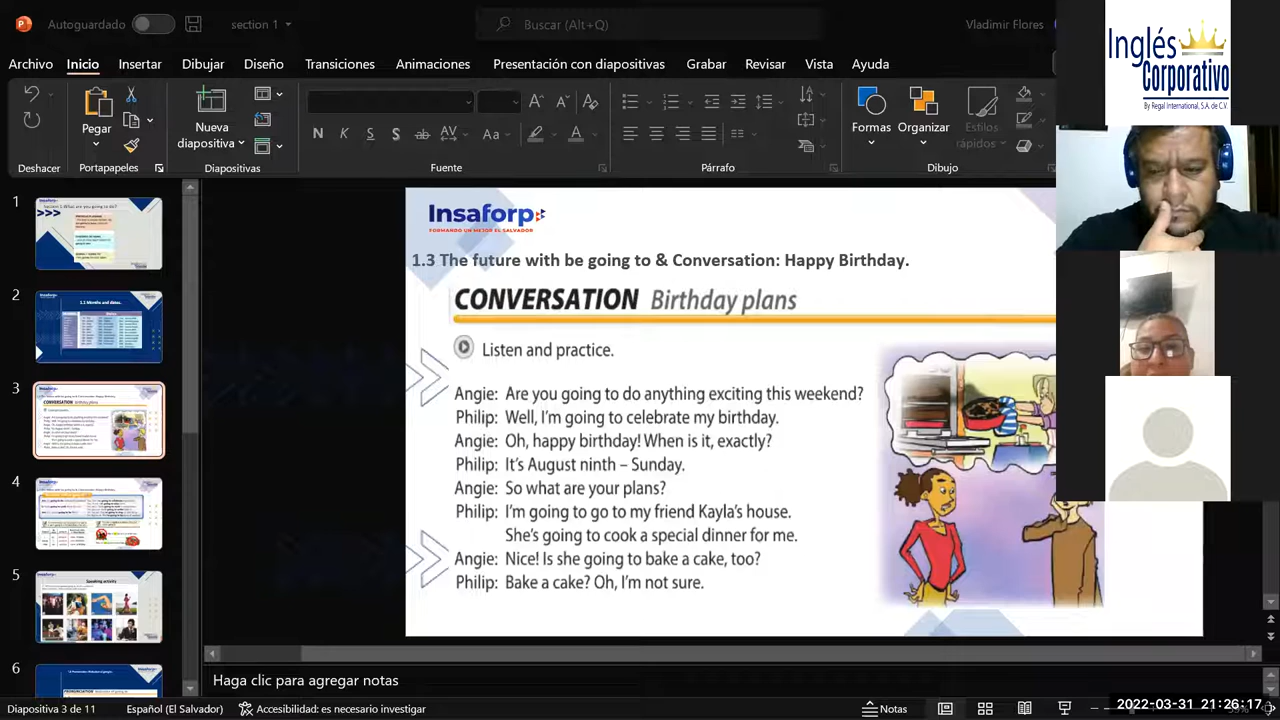 Autoguardado
section 1
Buscar (Alt+Q)
Vladimir Flores
Archivo
Inicio
Insertar
Dibujar
Diseño
Transiciones
Presentación con diapositivas
Grabar
Revisar
Vista
Ayuda
Pegar
Nueva
diapositiva
N K S S ab AV Aa A
Formas
Organizar
Estilos
rápidos
Deshacer
Portapapeles
Diapositivas
Fuente
Párrafo
Dibujo
Inglés
Corporativo
By Regal International, S.A. de C.V.
1
2
1.1 Months and dates.
3
4
5
Speaking activity
6
Insaforp
FORMANDO UN MEJOR EL SALVADOR
1.3 The future with be going to & Conversation: Happy Birthday.
CONVERSATION Birthday plans
Listen and practice.
Angie: Are you going to do anything exciting this weekend?
Philip: Well, I'm going to celebrate my birthday.
Angie: Oh, happy birthday! When is it, exactly?
Philip: It's August ninth – Sunday.
Angie: So what are your plans?
Philip: I'm going to go to my friend Kayla's house.
She's going to cook a special dinner for me.
Angie: Nice! Is she going to bake a cake, too?
Philip: Bake a cake? Oh, I'm not sure.
Haga clic para agregar notas
Diapositiva 3 de 11
Español (El Salvador)
Accesibilidad: es necesario investigar
Notas
2022-03-31 21:26:17